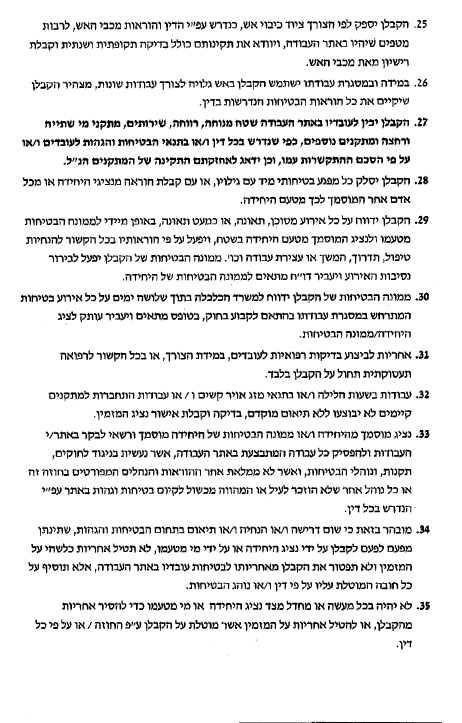 25. הקבלן יספק לפי הצורך ציוד כיבוי אש, כנדרש עפ״י הדין והוראות מכבי האש, לרבות
מטפים שיהיו באתר העבודה, ויוודא את תקינותם כולל בדיקה תקופתית ושנתית וקבלת
רישיון מאת מכבי האש.
26. במידה ובמסגרת עבודתו ישתמש הקבלן באש גלויה לצורך עבודות שונות, מצהיר הקבלן
שיקיים את כל הוראות הבטיחות הנדרשות בדין.
27. הקבלן יכין לעובדיו באתר העבודה שטח מנוחה, רווחה, שירותים, מתקני מי שתייה
ורחצה ומתקנים נוספים, כפי שנדרש בכל דין ו/או בתנאי הבטיחות והגהות לעובדים ו/או
על פי הסכם ההתקשרות עמו, וכן ידאג לאחזקתם התקינה של המתקנים הנ״ל.
28. הקבלן יסלק כל מפגע בטיחותי מיד עם גילויו, או עם קבלת הוראה מנציגי היחידה או מכל
אדם אחר המוסמך לכך מטעם היחידה.
29. הקבלן ידווח על כל אירוע מסוכן, תאונה, או כמעט תאונה, באופן מיידי לממונה הבטיחות
מטעמו ולנציג המוסמך מטעם היחידה בשטח, ויפעל על פי הוראותיו בכל הקשור להנחיות
טיפול, תדרוך, המשך או עצירת עבודה וכו׳. ממונה הבטיחות של הקבלן יפעל לבירור
נסיבות האירוע ויעביר דו״ח מתאים לממונה הבטיחות של היחידה.
30. ממונה הבטיחות של הקבלן ידווח למשרד הכלכלה בתוך שלושה ימים על כל אירוע בטיחות
המתרחש במסגרת עבודתו בהתאם לקבוע בחוק, בטופס מתאים ויעביר עותק לציג
היחידה/ממונה הבטיחות.
31. אחריות לביצוע בדיקות רפואיות לעובדים, במידת הצורך, או בכל הקשור לרפואה
תעסוקתית תחול על הקבלן בלבד.
32. עבודות בשעות הלילה ו/או בתנאי מזג אויר קשים ו / או עבודות התחברות למתקנים
קיימים לא יבוצעו ללא תיאום מוקדם, בדיקה וקבלת אישור נציג המזמין.
33. נציג מוסמך מהיחידה ו/או ממונה הבטיחות של היחידה מוסמך ורשאי לבקר באתר/י
העבודות ולהפסיק כל עבודה המתבצעת באתר העבודה, אשר נעשית בניגוד לחוקים,
תקנות, ונוהלי הבטיחות, ואשר לא ממלאת אחר ההוראות והנהלים המפורטים בחוזה זה
או כל נוהל אחר שלא הוזכר לעיל או המהווה מכשול לקיום בטיחות וגהות באתר עפ״י
הנדרש בכל דין.
34. מובהר בזאת כי שום דרישה ו/או הנחיה ו/או תיאום בתחום הבטיחות והגהות, שתינתן
מפעם לפעם לקבלן על ידי נציג היחידה או על ידי מי מטעמו, לא תטיל אחריות כלשהי על
המזמין ולא תפטור את הקבלן מאחריותו לבטיחות עובדיו באתר העבודה, אלא תוסיף על
כל חובה המוטלת עליו על פי דין ו/או נוהג הבטיחות.
35. לא יהיה בכל מעשה או מחדל מצד נציג היחידה או מי מטעמו כדי להסיר אחריות
מהקבלן, או להטיל אחריות על המזמין אשר מוטלת על הקבלן ע״פ החוזה / או על פי כל
דין.